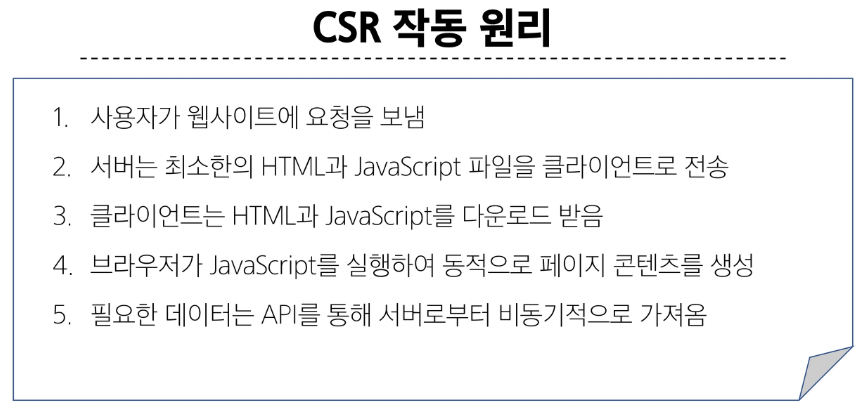 CSR 작동 원리
1. 사용자가 웹사이트에 요청을 보냄
2. 서버는 최소한의 HTML과 JavaScript 파일을 클라이언트로 전송
3. 클라이언트는 HTML과 JavaScript를 다운로드 받음
4. 브라우저가 JavaScript를 실행하여 동적으로 페이지 콘텐츠를 생성
5. 필요한 데이터는 API를 통해 서버로부터 비동기적으로 가져옴